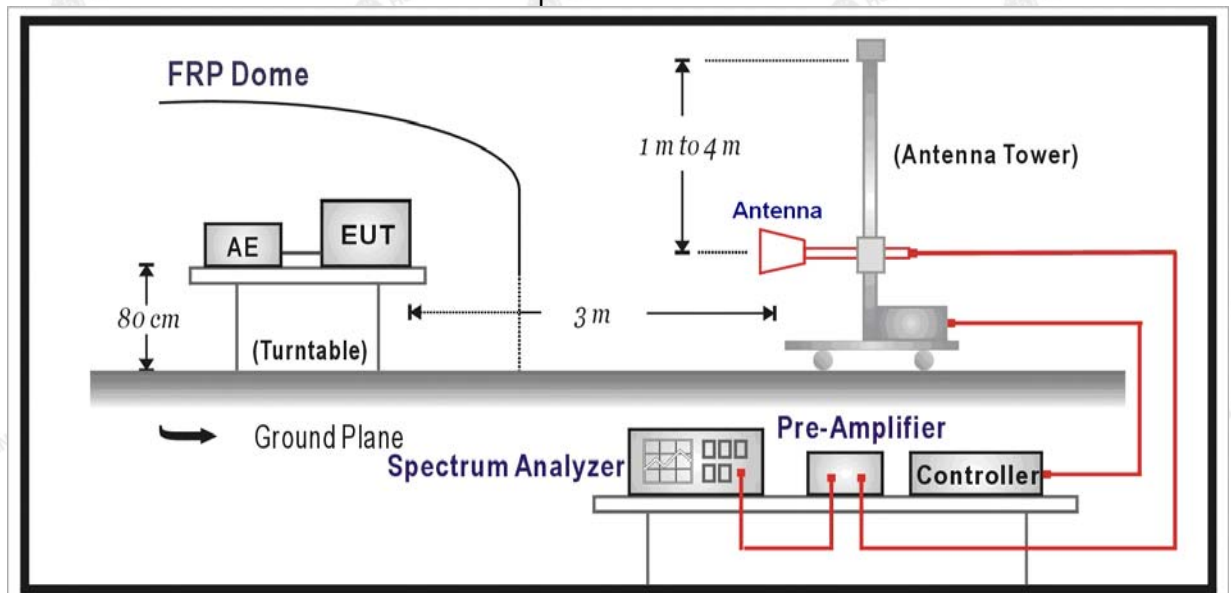 FRP Dome
1 m to 4 m
(Antenna Tower)
Antenna
AE
EUT
80 cm
3 m
(Turntable)
Ground Plane
Pre-Amplifier
Spectrum Analyzer
Controller